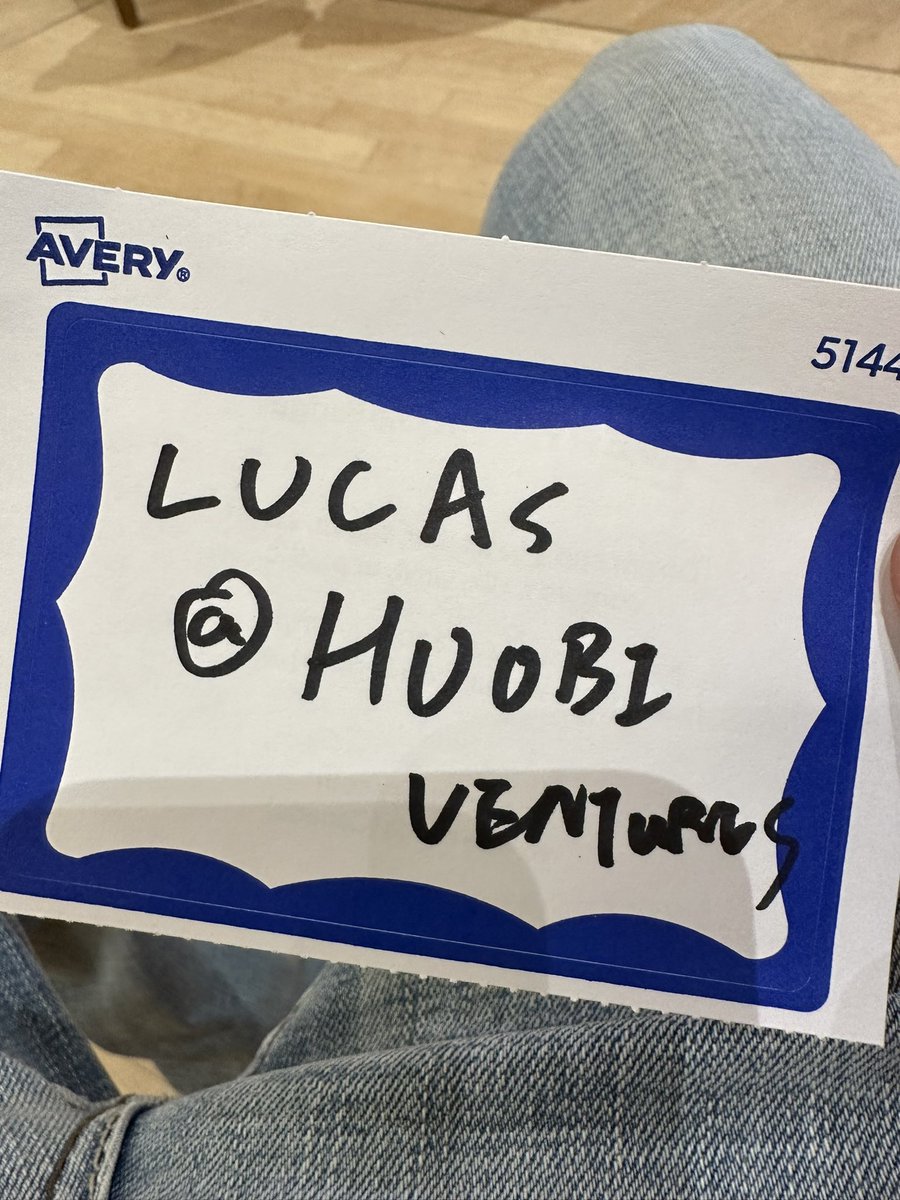 AVERY®
5144
LUCAS
@ HUOBI
VENTURES